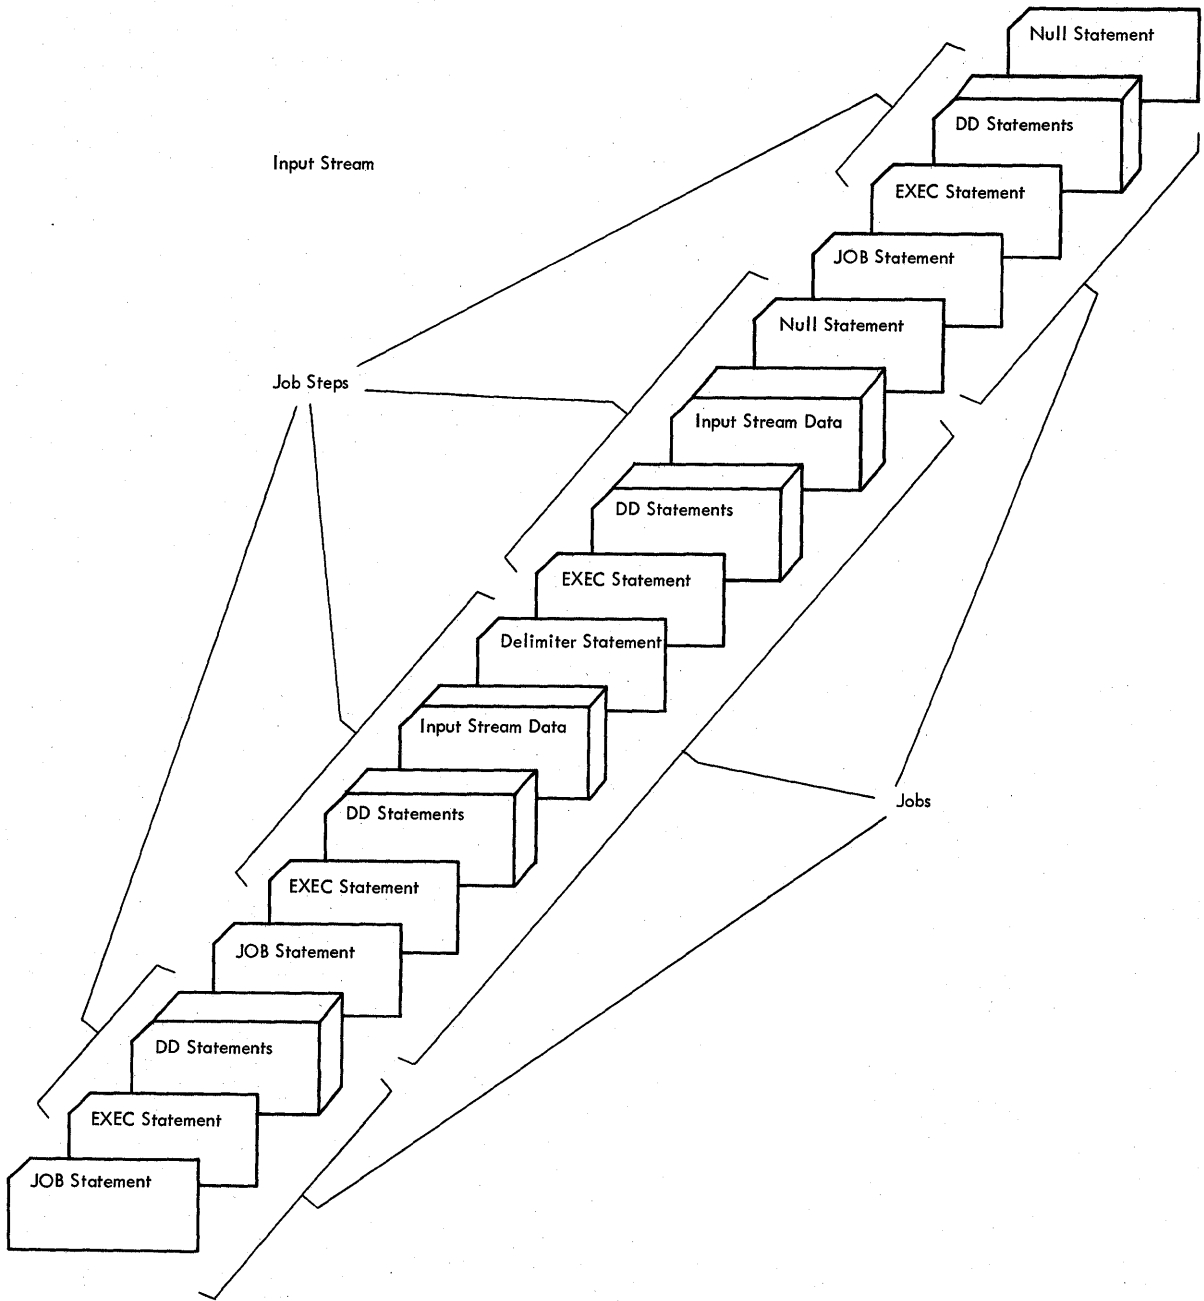 Null Statement
DD Statements
Input Stream
EXEC Statement
JOB Statement
Null Statement
Job Steps
Input Stream Data
DD Statements
EXEC Statement
Delimiter Statement
Input Stream Data
Jobs
DD Statements
EXEC Statement
JOB Statement
DD Statements
EXEC Statement
JOB Statement